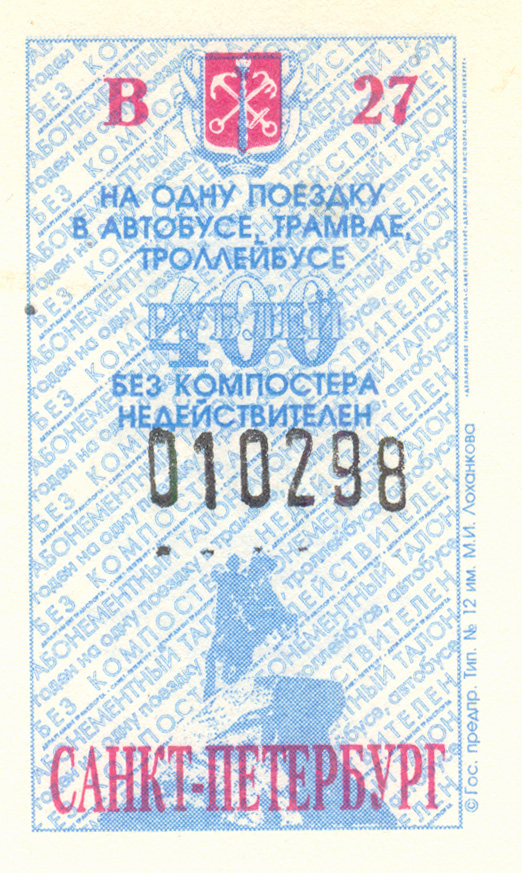 В 27
НА ОДНУ ПОЕЗДКУ
В АВТОБУСЕ, ТРАМВАЕ,
ТРОЛЛЕЙБУСЕ
400
РУБЛЕЙ
БЕЗ КОМПОСТЕРА
НЕДЕЙСТВИТЕЛЕН
010298
САНКТ-ПЕТЕРБУРГ
© Гос. предпр. Тип. № 12 им. М.И. Лоханкова